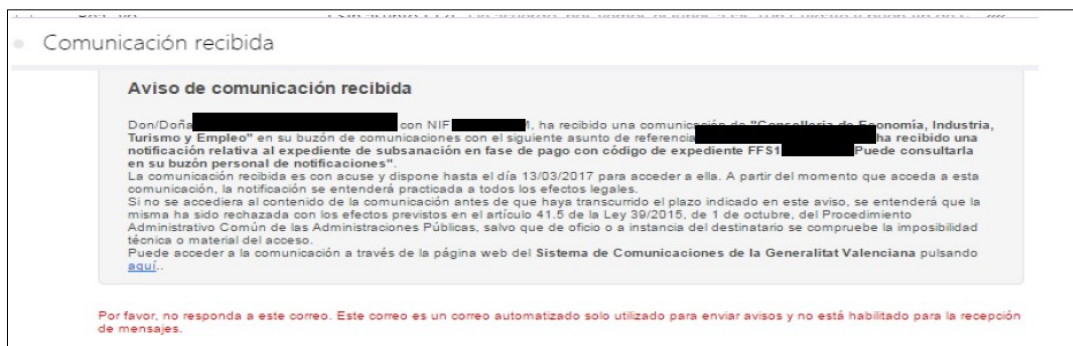 Comunicación recibida
Aviso de comunicación recibida
Don/Doña con NIF ha recibido una comunicación de "Conselleria de Economía, Industria,
Turismo y Empleo" en su buzón de comunicaciones con el siguiente asunto de referencia ha recibido una
notificación relativa al expediente de subsanación en fase de pago con código de expediente FFS1 Puede consultarla
en su buzón personal de notificaciones".
La comunicación recibida es con acuse y dispone hasta el día 13/03/2017 para acceder a ella. A partir del momento que acceda a esta
comunicación, la notificación se entenderá practicada a todos los efectos legales.
Si no se accediera al contenido de la comunicación antes de que haya transcurrido el plazo indicado en este aviso, se entenderá que la
misma ha sido rechazada con los efectos previstos en el artículo 41.5 de la Ley 39/2015, de 1 de octubre, del Procedimiento
Administrativo Común de las Administraciones Públicas, salvo que de oficio o a instancia del destinatario se compruebe la imposibilidad
técnica o material del acceso.
Puede acceder a la comunicación a través de la página web del Sistema de Comunicaciones de la Generalitat Valenciana pulsando
aquí..
Por favor, no responda a este correo. Este correo es un correo automatizado solo utilizado para enviar avisos y no está habilitado para la recepción
de mensajes.